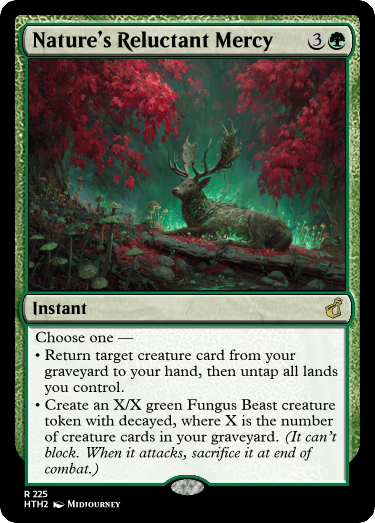 Nature's Reluctant Mercy 3
Instant
Choose one —
• Return target creature card from your
graveyard to your hand, then untap all lands
you control.
• Create an X/X green Fungus Beast creature
token with decayed, where X is the number
of creature cards in your graveyard. (It can't
block. When it attacks, sacrifice it at end of
combat.)
R 225
HTH2 Midjourney